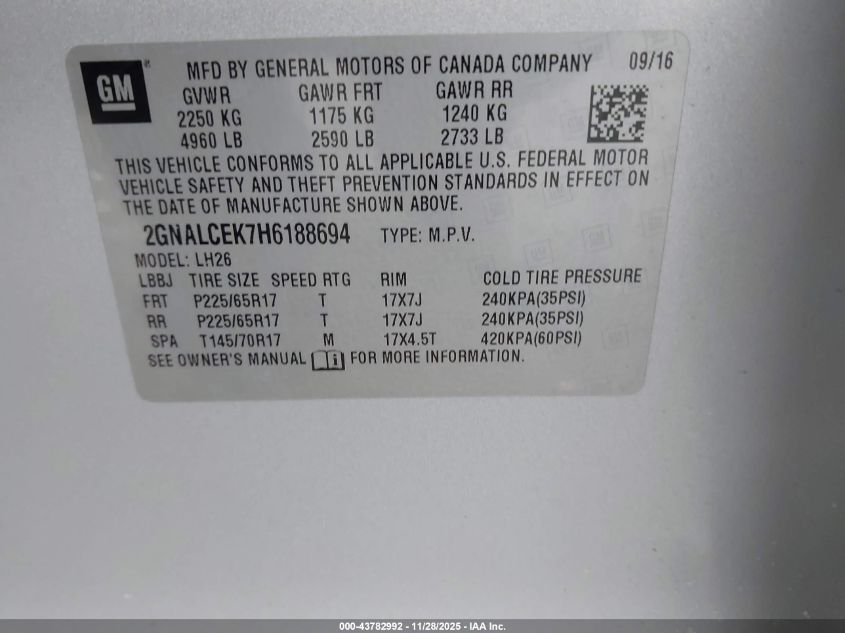 GM
MFD BY GENERAL MOTORS OF CANADA COMPANY 09/16
GVWR GAWR FRT GAWR RR
2250 KG 1175 KG 1240 KG
4960 LB 2590 LB 2733 LB
THIS VEHICLE CONFORMS TO ALL APPLICABLE U.S. FEDERAL MOTOR
VEHICLE SAFETY AND THEFT PREVENTION STANDARDS IN EFFECT ON
THE DATE OF MANUFACTURE SHOWN ABOVE.
2GNALCEK7H6188694 TYPE: M.P.V.
MODEL: LH26
LBBJ TIRE SIZE SPEED RTG RIM COLD TIRE PRESSURE
FRT P225/65R17 T 17X7J 240KPA(35PSI)
RR P225/65R17 T 17X7J 240KPA(35PSI)
SPA T145/70R17 M 17X4.5T 420KPA(60PSI)
SEE OWNER'S MANUAL FOR MORE INFORMATION.
000-43782992 - 11/28/2025 - IAA Inc.